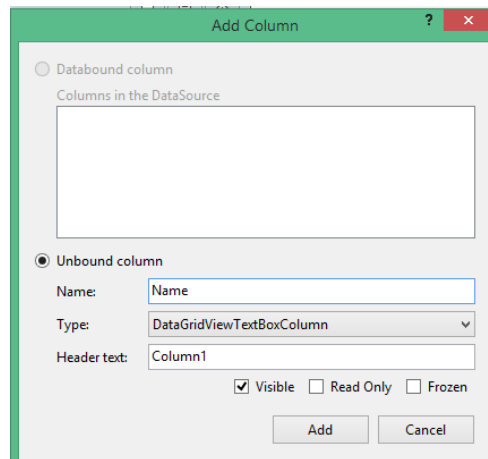 Add Column ?
Databound column
Columns in the DataSource
Unbound column
Name: Name
Type: DataGridViewTextBoxColumn
Header text: Column1
Visible Read Only Frozen
Add Cancel